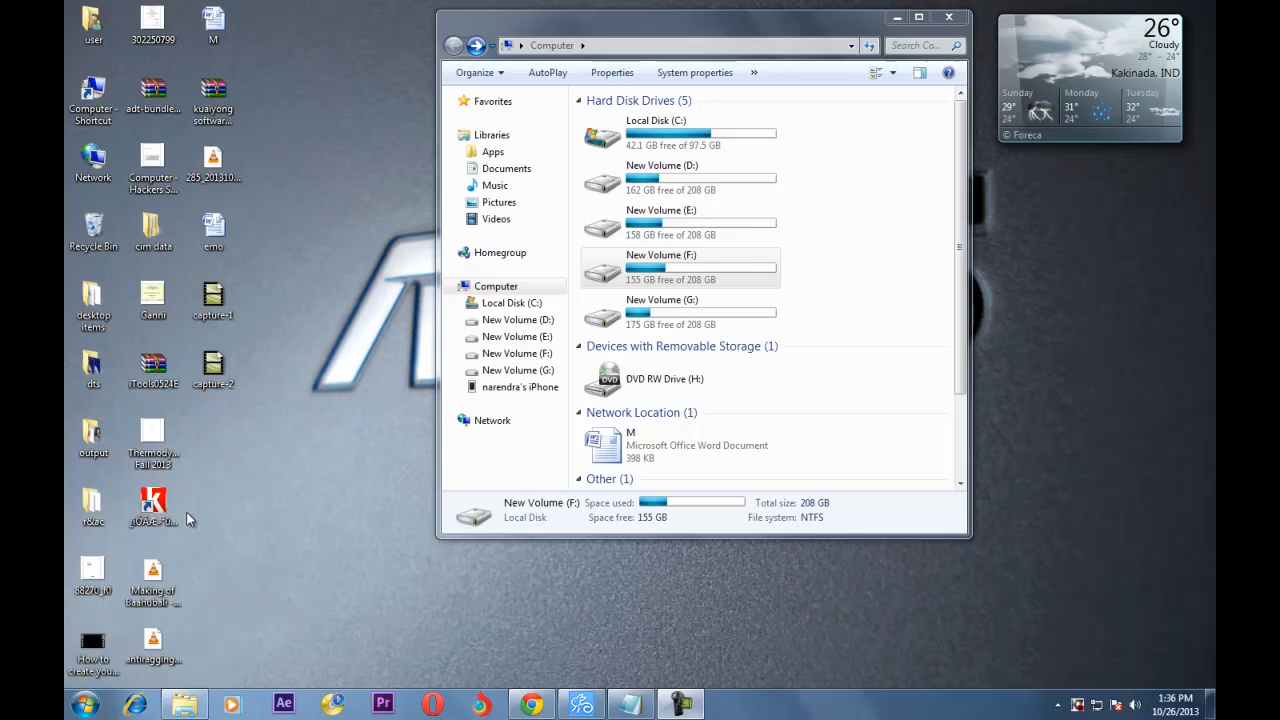 user
302250799
M
Computer -
Shortcut
adt-bundle...
kuaiyong
softwar...
Network
Computer -
Hackers S...
285_201310...
Recycle Bin
cim data
emo
desktop
items
Ganni
capture-1
dts
iTools0524E
capture-2
output
Thermody...
Fall 2013
r&ac
88270_f0
Making of
Baahubali -...
How to
create you...
antiragging...
Computer
Search Co...
Organize
AutoPlay
Properties
System properties
»
Favorites
Libraries
Apps
Documents
Music
Pictures
Videos
Homegroup
Computer
Local Disk (C:)
New Volume (D:)
New Volume (E:)
New Volume (F:)
New Volume (G:)
narendra's iPhone
Network
Hard Disk Drives (5)
Local Disk (C:)
42.1 GB free of 97.5 GB
New Volume (D:)
162 GB free of 208 GB
New Volume (E:)
158 GB free of 208 GB
New Volume (F:)
155 GB free of 208 GB
New Volume (G:)
175 GB free of 208 GB
Devices with Removable Storage (1)
DVD
DVD RW Drive (H:)
Network Location (1)
M
Microsoft Office Word Document
398 KB
Other (1)
New Volume (F:) Space used: Total size: 208 GB
Local Disk Space free: 155 GB File system: NTFS
26°
Cloudy
28° - 24°
Kakinada, IND
Sunday
29°
24°
Monday
31°
24°
Tuesday
32°
24°
© Foreca
Ae
Pr
1:36 PM
10/26/2013